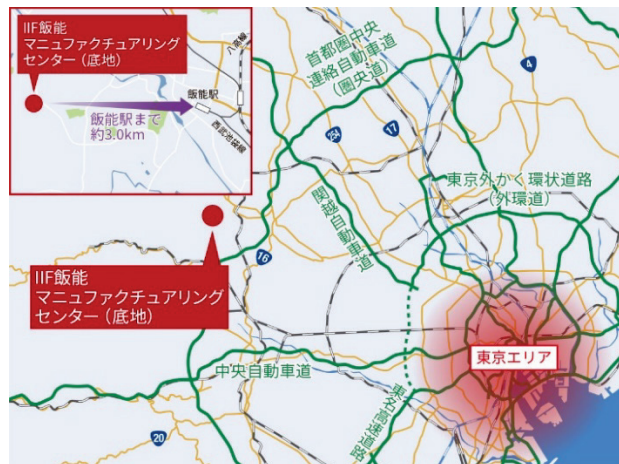 IIF飯能
マニュファクチュアリング
センター（底地）
飯能駅
八高線
西武池袋線
飯能駅まで
約3.0km
首都圏中央
連絡自動車道
（圏央道）
4
17
254
東京外かく環状道路
（外環道）
関越自動車道
16
IIF飯能
マニュファクチュアリング
センター（底地）
東京エリア
中央自動車道
東名高速道路
20